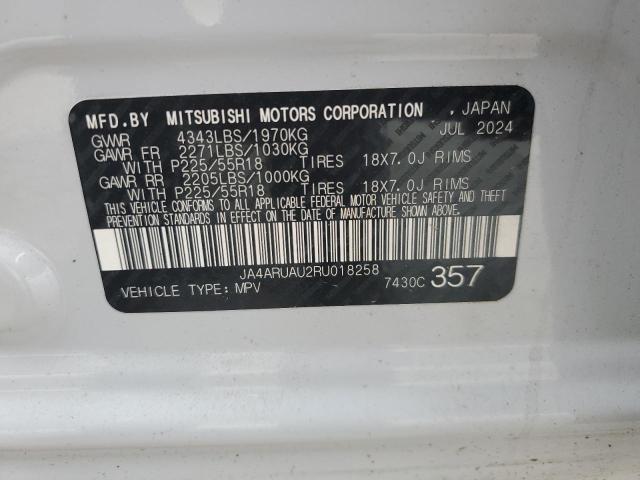 MFD.BY MITSUBISHI MOTORS CORPORATION , JAPAN
GVWR 4343LBS/1970KG JUL 2024
GAWR FR 2271LBS/1030KG
WITH P225/55R18 TIRES 18X7.0J RIMS
GAWR RR 2205LBS/1000KG
WITH P225/55R18 TIRES 18X7.0J RIMS
THIS VEHICLE CONFORMS TO ALL APPLICABLE FEDERAL MOTOR VEHICLE SAFETY AND THEFT
PREVENTION STANDARDS IN EFFECT ON THE DATE OF MANUFACTURE SHOWN ABOVE.
JA4ARUAU2RU018258
VEHICLE TYPE: MPV 7430C 357